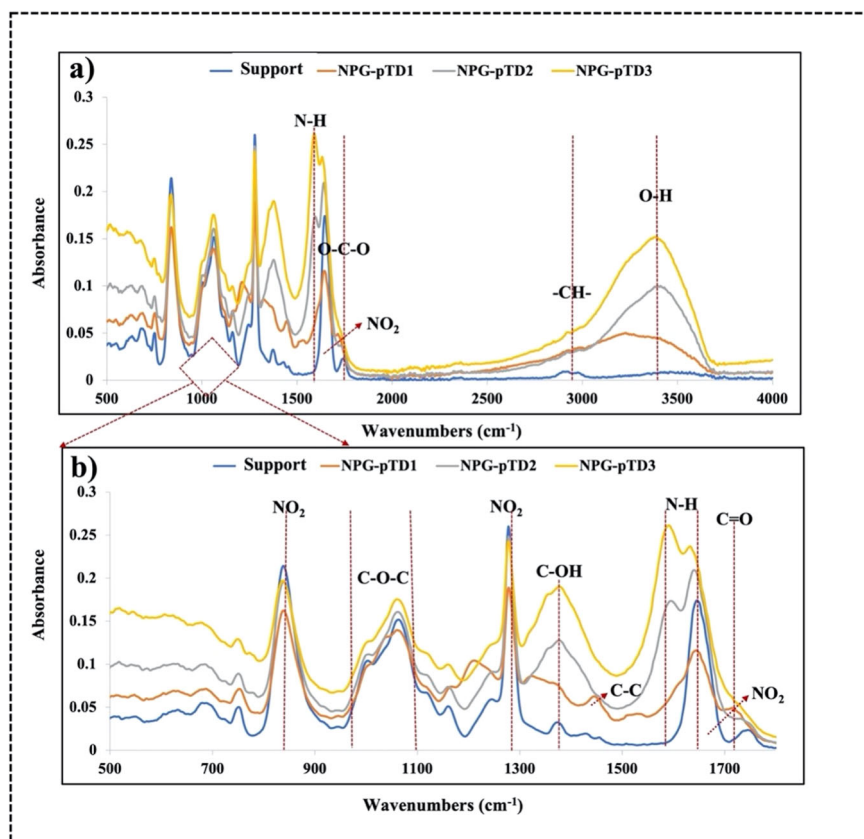 a)
Support NPG-pTD1 NPG-pTD2 NPG-pTD3
0.3
0.25
0.2
0.15
0.1
0.05
0
Absorbance
N-H
O-C-O
NO₂
-CH-
O-H
500 1000 1500 2000 2500 3000 3500 4000
Wavenumbers (cm⁻¹)
b)
Support NPG-pTD1 NPG-pTD2 NPG-pTD3
0.3
0.25
0.2
0.15
0.1
0.05
0
Absorbance
NO₂
C-O-C
NO₂
C-OH
C-C
N-H
C=O
NO₂
500 700 900 1100 1300 1500 1700
Wavenumbers (cm⁻¹)